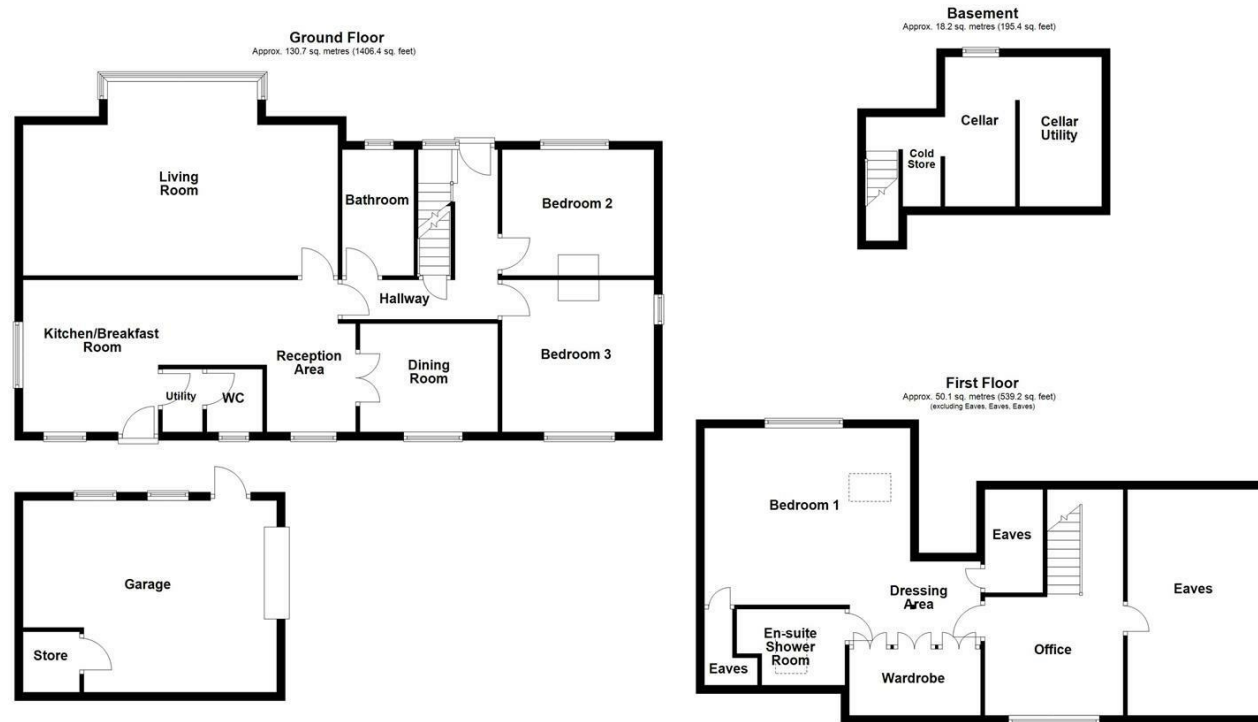 Ground Floor
Approx. 130.7 sq. metres (1406.4 sq. feet)
Living
Room
Bathroom
Bedroom 2
Hallway
Kitchen/Breakfast
Room
Reception
Area
Dining
Room
Bedroom 3
Utility
WC
Garage
Store
Basement
Approx. 18.2 sq. metres (195.4 sq. feet)
Cellar
Cellar
Utility
Cold
Store
First Floor
Approx. 50.1 sq. metres (539.2 sq. feet)
(excluding Eaves, Eaves, Eaves)
Bedroom 1
Eaves
Dressing
Area
Eaves
En-suite
Shower
Room
Office
Eaves
Wardrobe